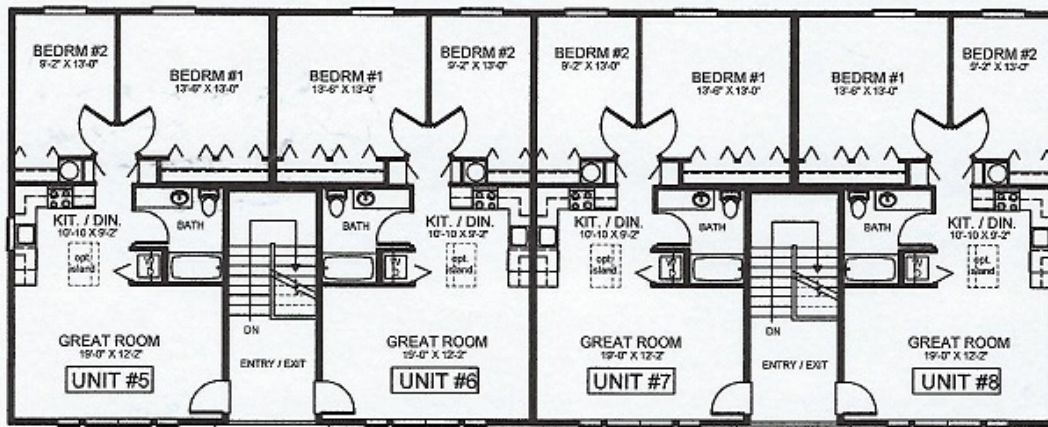 BEDRM #2
9'-2" X 13'-0"
BEDRM #1
13'-6" X 13'-0"
BEDRM #1
13'-6" X 13'-0"
BEDRM #2
9'-2" X 13'-0"
BEDRM #2
9'-2" X 13'-0"
BEDRM #1
13'-6" X 13'-0"
BEDRM #1
13'-6" X 13'-0"
BEDRM #2
9'-2" X 13'-0"
KIT. / DIN.
10'-10 X 9'-2"
opt.
island
BATH
BATH
KIT. / DIN.
10'-10 X 9'-2"
opt.
island
KIT. / DIN.
10'-10 X 9'-2"
opt.
island
BATH
BATH
KIT. / DIN.
10'-10 X 9'-2"
opt.
island
DN
DN
GREAT ROOM
19'-0" X 12'-2"
UNIT #5
ENTRY / EXIT
GREAT ROOM
19'-0" X 12'-2"
UNIT #6
GREAT ROOM
19'-0" X 12'-2"
UNIT #7
ENTRY / EXIT
GREAT ROOM
19'-0" X 12'-2"
UNIT #8